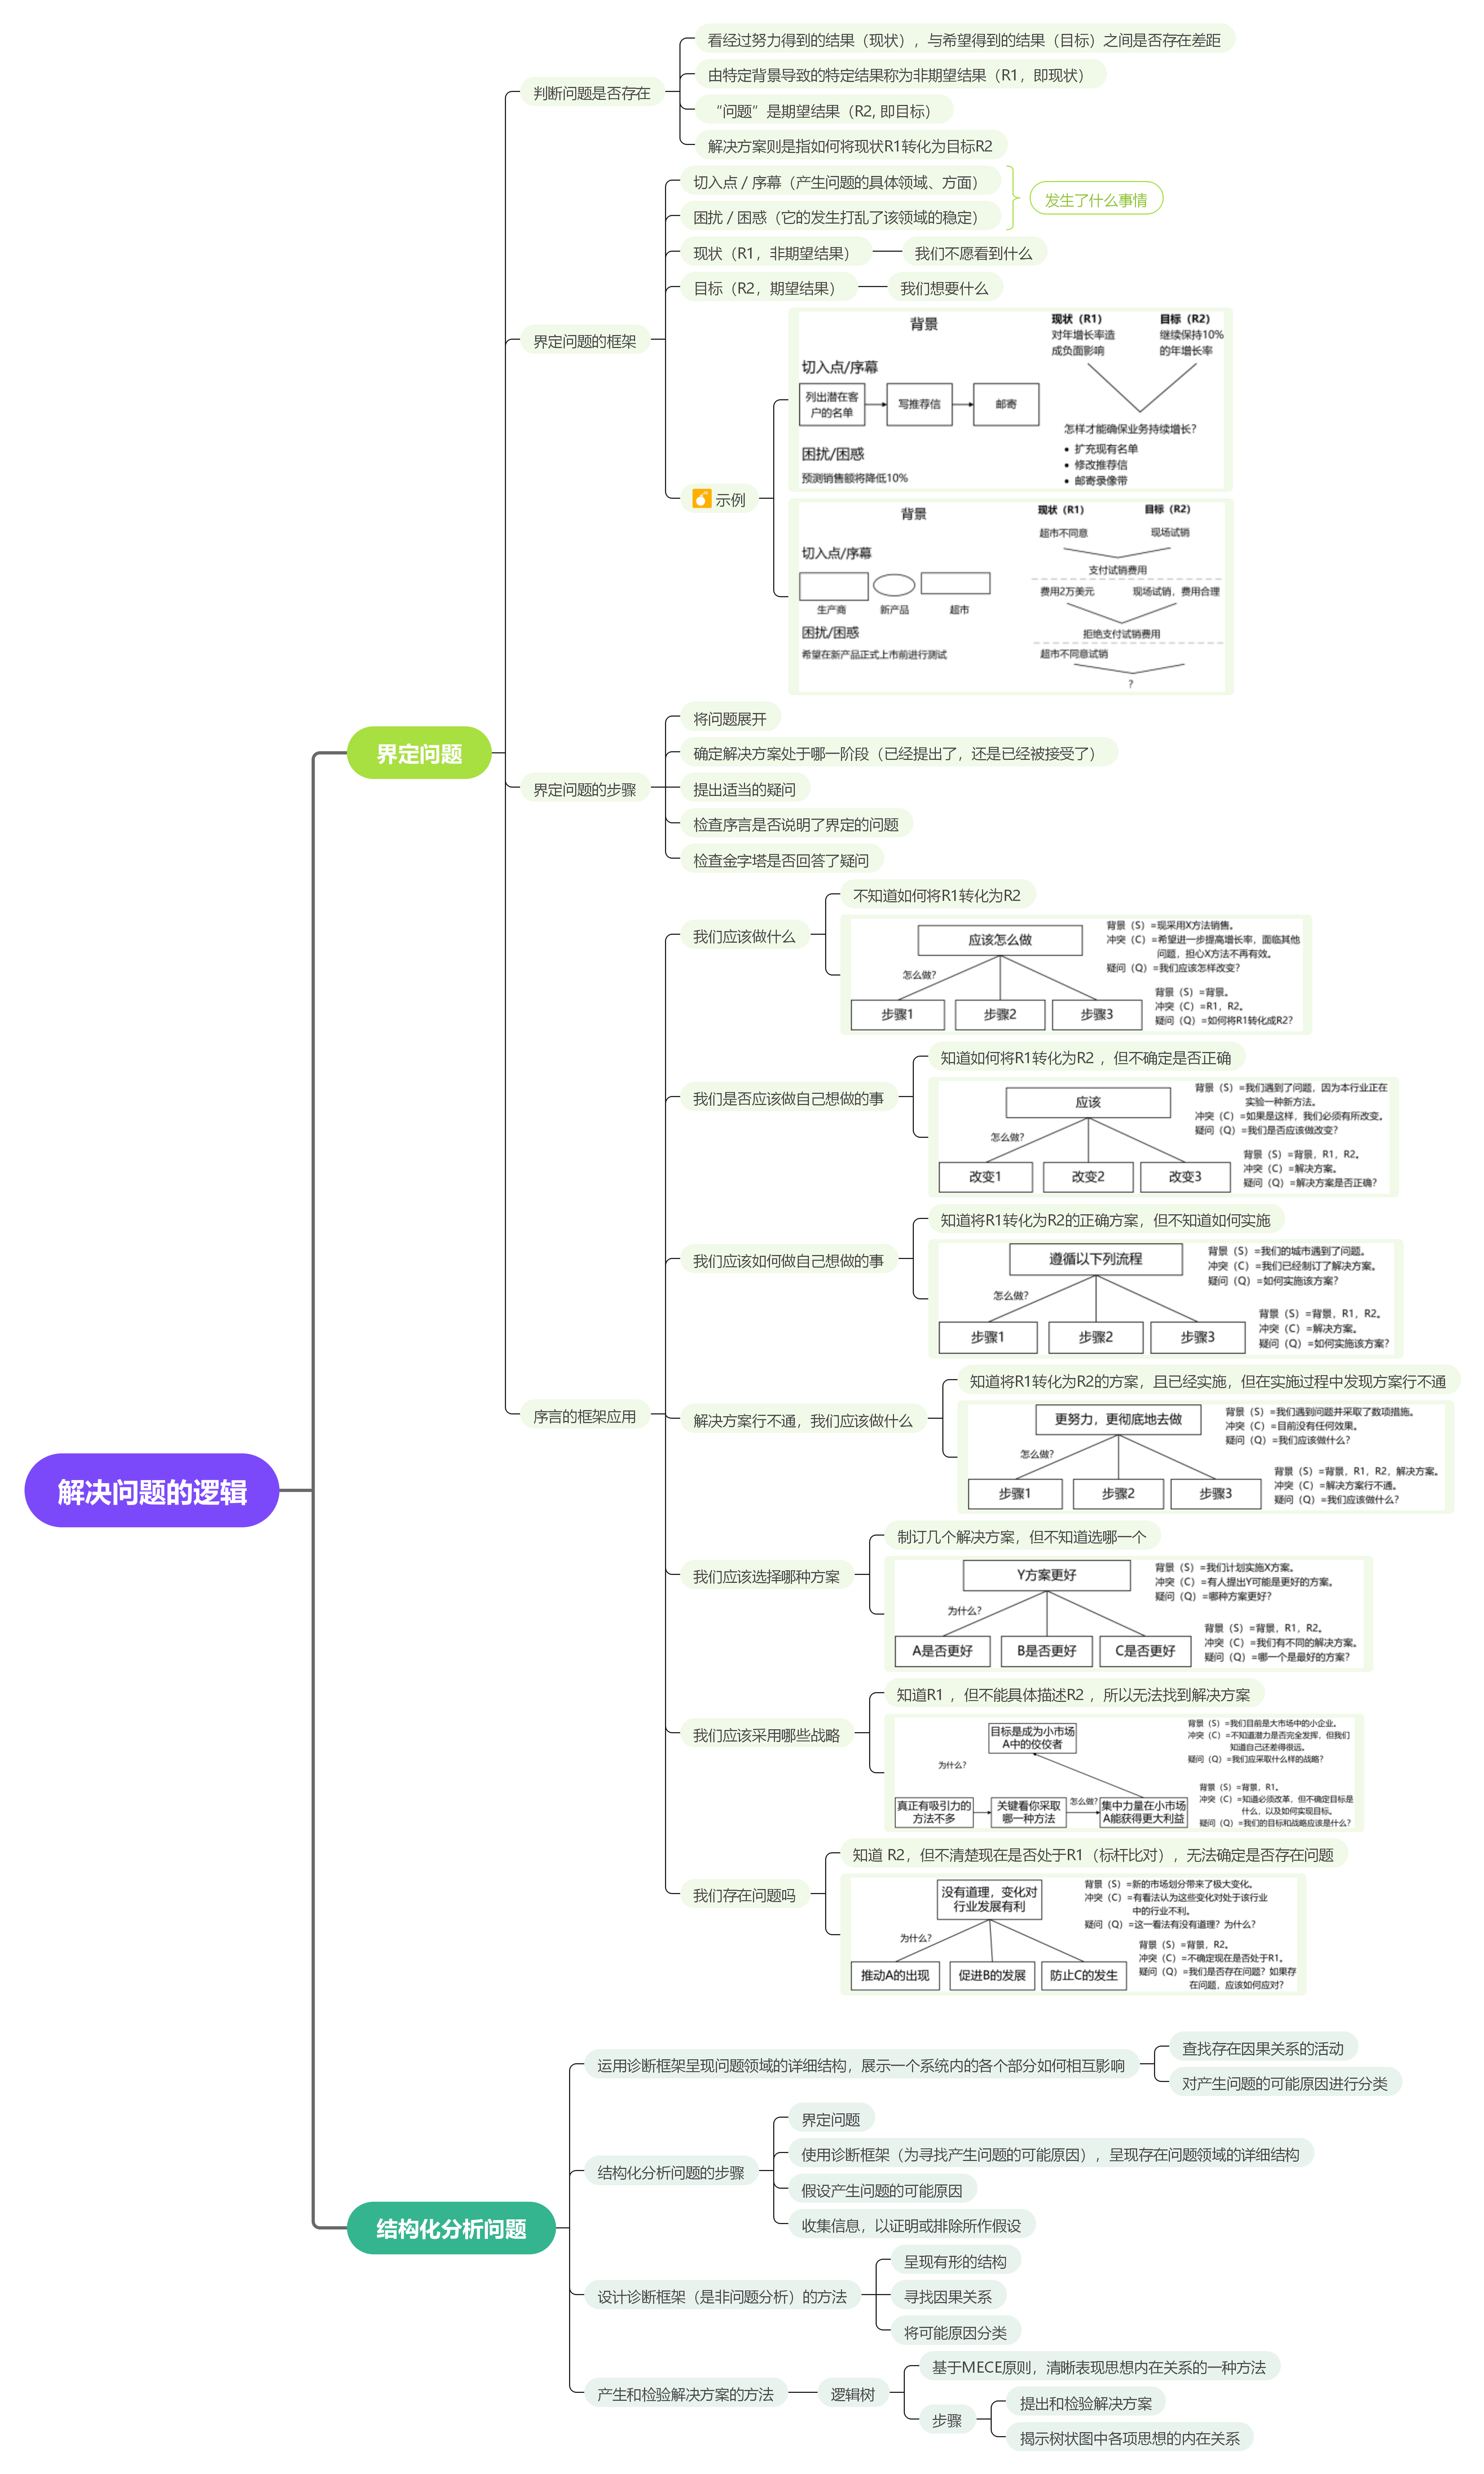 解决问题的逻辑
界定问题
判断问题是否存在
看经过努力得到的结果（现状），与希望得到的结果（目标）之间是否存在差距
由特定背景导致的特定结果称为非期望结果（R1，即现状）
“问题”是期望结果（R2, 即目标）
解决方案则是指如何将现状R1转化为目标R2
界定问题的框架
切入点 / 序幕（产生问题的具体领域、方面）
困扰 / 困惑（它的发生打乱了该领域的稳定）
发生了什么事情
现状（R1，非期望结果）
我们不愿看到什么
目标（R2，期望结果）
我们想要什么
示例
背景
切入点/序幕
列出潜在客
户的名单
写推荐信
邮寄
困扰/困惑
预测销售额将降低10%
现状（R1）
对年增长率造
成负面影响
目标（R2）
继续保持10%
的年增长率
怎样才能确保业务持续增长？
• 扩充现有名单
• 修改推荐信
• 邮寄录像带
背景
切入点/序幕
生产商
新产品
超市
困扰/困惑
希望在新产品正式上市前进行测试
现状（R1）
目标（R2）
超市不同意
现场试销
支付试销费用
费用2万美元
现场试销，费用合理
拒绝支付试销费用
超市不同意试销
？
界定问题的步骤
将问题展开
确定解决方案处于哪一阶段（已经提出了，还是已经被接受了）
提出适当的疑问
检查序言是否说明了界定的问题
检查金字塔是否回答了疑问
序言的框架应用
我们应该做什么
不知道如何将R1转化为R2
应该怎么做
怎么做？
步骤1
步骤2
步骤3
背景（S）=现采用X方法销售。
冲突（C）=希望进一步提高增长率，面临其他
问题，担心X方法不再有效。
疑问（Q）=我们应该怎样改变？
背景（S）=背景。
冲突（C）=R1，R2。
疑问（Q）=如何将R1转化成R2？
我们是否应该做自己想做的事
知道如何将R1转化为R2 ，但不确定是否正确
应该
怎么做？
改变1
改变2
改变3
背景（S）=我们遇到了问题，因为本行业正在
实验一种新方法。
冲突（C）=如果是这样，我们必须有所改变。
疑问（Q）=我们是否应该做改变？
背景（S）=背景，R1，R2。
冲突（C）=解决方案。
疑问（Q）=解决方案是否正确？
我们应该如何做自己想做的事
知道将R1转化为R2的正确方案，但不知道如何实施
遵循以下列流程
怎么做？
步骤1
步骤2
步骤3
背景（S）=我们的城市遇到了问题。
冲突（C）=我们已经制订了解决方案。
疑问（Q）=如何实施该方案？
背景（S）=背景，R1，R2。
冲突（C）=解决方案。
疑问（Q）=如何实施该方案？
解决方案行不通，我们应该做什么
知道将R1转化为R2的方案，且已经实施，但在实施过程中发现方案行不通
更努力，更彻底地去做
怎么做？
步骤1
步骤2
步骤3
背景（S）=我们遇到问题并采取了数项措施。
冲突（C）=目前没有任何效果。
疑问（Q）=我们应该做什么？
背景（S）=背景，R1，R2，解决方案。
冲突（C）=解决方案行不通。
疑问（Q）=我们应该做什么？
我们应该选择哪种方案
制订几个解决方案，但不知道选哪一个
Y方案更好
为什么？
A是否更好
B是否更好
C是否更好
背景（S）=我们计划实施X方案。
冲突（C）=有人提出Y可能是更好的方案。
疑问（Q）=哪种方案更好？
背景（S）=背景，R1，R2。
冲突（C）=我们有不同的解决方案。
疑问（Q）=哪一个是最好的方案？
我们应该采用哪些战略
知道R1 ，但不能具体描述R2 ，所以无法找到解决方案
目标是成为小市场
A中的佼佼者
为什么？
真正有吸引力的
方法不多
关键看你采取
哪一种方法
怎么做？
集中力量在小市场
A能获得更大利益
背景（S）=我们目前是大市场中的小企业。
冲突（C）=不知道潜力是否完全发挥，但我们
知道自己还差得很远。
疑问（Q）=我们应采取什么样的战略？
背景（S）=背景，R1。
冲突（C）=知道必须改革，但不确定目标是
什么，以及如何实现目标。
疑问（Q）=我们的目标和战略应该是什么？
我们存在问题吗
知道 R2，但不清楚现在是否处于R1（标杆比对），无法确定是否存在问题
没有道理，变化对
行业发展有利
为什么？
推动A的出现
促进B的发展
防止C的发生
背景（S）=新的市场划分带来了极大变化。
冲突（C）=有看法认为这些变化对处于该行业
中的行业不利。
疑问（Q）=这一看法有没有道理？为什么？
背景（S）=背景，R2。
冲突（C）=不确定现在是否处于R1。
疑问（Q）=我们是否存在问题？如果存
在问题，应该如何应对？
结构化分析问题
运用诊断框架呈现问题领域的详细结构，展示一个系统内的各个部分如何相互影响
查找存在因果关系的活动
对产生问题的可能原因进行分类
结构化分析问题的步骤
界定问题
使用诊断框架（为寻找产生问题的可能原因），呈现存在问题领域的详细结构
假设产生问题的可能原因
收集信息，以证明或排除所作假设
设计诊断框架（是非问题分析）的方法
呈现有形的结构
寻找因果关系
将可能原因分类
产生和检验解决方案的方法
逻辑树
基于MECE原则，清晰表现思想内在关系的一种方法
步骤
提出和检验解决方案
揭示树状图中各项思想的内在关系